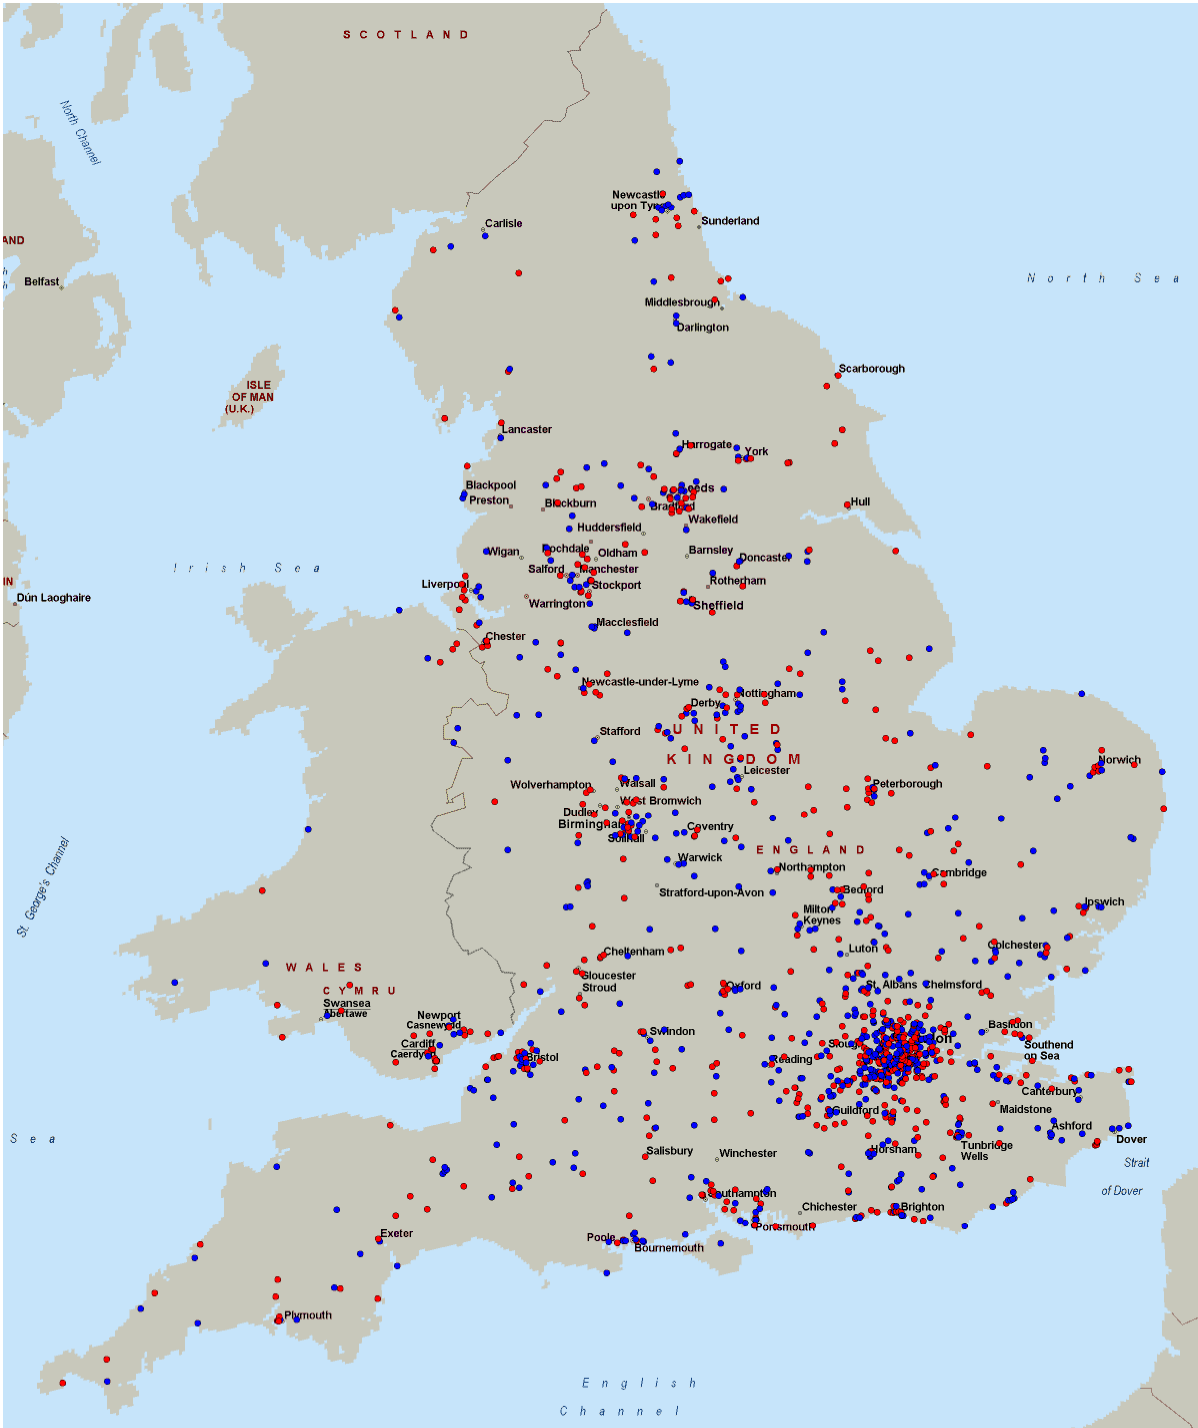 SCOTLAND
North Channel
Newcastle
upon Tyne
Sunderland
Carlisle
AND
Belfast
North Sea
Middlesbrough
Darlington
Scarborough
ISLE
OF MAN
(U.K.)
Lancaster
Harrogate
York
Blackpool
Preston
Blackburn
Leeds
Bradford
Hull
Wakefield
Huddersfield
Wigan
Rochdale
Oldham
Barnsley
Doncaster
Irish Sea
IN
Salford
Manchester
Liverpool
Stockport
Rotherham
Dún Laoghaire
Warrington
Sheffield
Macclesfield
Chester
Newcastle-under-Lyme
Nottingham
Derby
Stafford
UNITED
KINGDOM
Norwich
Leicester
Wolverhampton
Walsall
Peterborough
West Bromwich
Dudley
Birmingham
Coventry
Solihull
ENGLAND
Warwick
Northampton
Cambridge
St. George's Channel
Stratford-upon-Avon
Bedford
Milton
Keynes
Ipswich
Luton
Colchester
Cheltenham
WALES
Gloucester
Stroud
CYMRU
Oxford
St. Albans
Chelmsford
Swansea
Abertawe
Newport
Casnewydd
Basildon
Swindon
Cardiff
Caerdydd
Slough
Southend
on Sea
Bristol
Reading
Canterbury
Guildford
Maidstone
Ashford
Sea
Dover
Salisbury
Winchester
Horsham
Tunbridge
Wells
Strait
of Dover
Southampton
Chichester
Brighton
Portsmouth
Exeter
Poole
Bournemouth
Plymouth
English
Channel